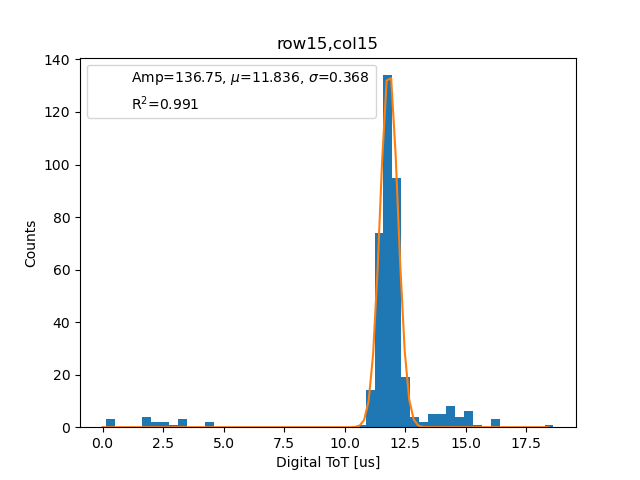 row15,col15
Amp=136.75, μ=11.836, σ=0.368
R²=0.991
140
120
100
80
60
40
20
0
Counts
0.0 2.5 5.0 7.5 10.0 12.5 15.0 17.5
Digital ToT [us]